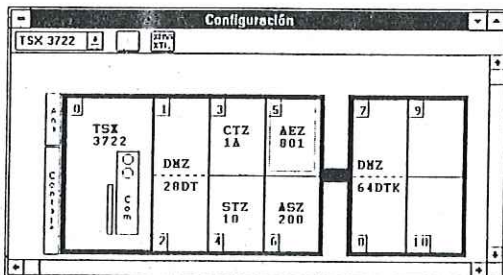 Configuración
TSX 3722
XTI.
0 1 3 5 7 9
TSX
3722
CTZ
1A
AEZ
801
DMZ
28DT
DMZ
64DTK
Com
STZ
10
ASZ
200
2 4 6 8 10